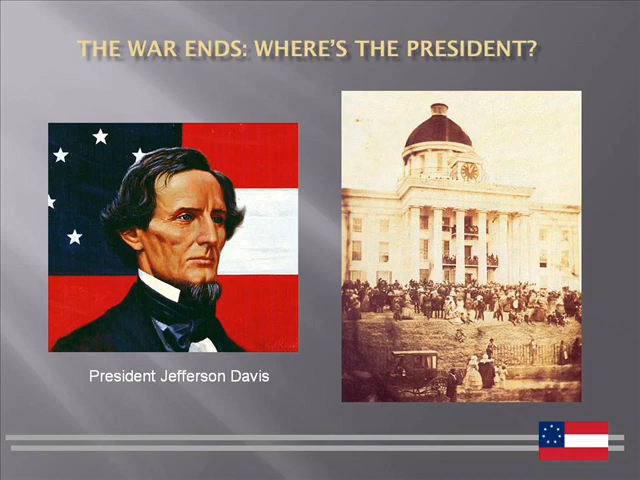 THE WAR ENDS: WHERE’S THE PRESIDENT?
President Jefferson Davis